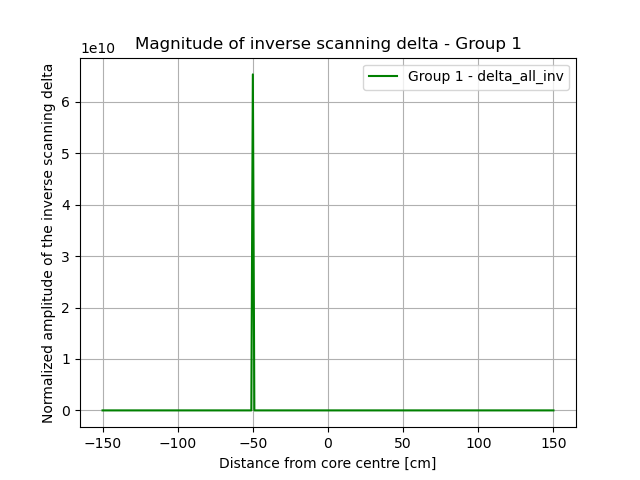 Magnitude of inverse scanning delta - Group 1
1e10
Group 1 - delta_all_inv
Normalized amplitude of the inverse scanning delta
6
5
4
3
2
1
0
−150
−100
−50
0
50
100
150
Distance from core centre [cm]